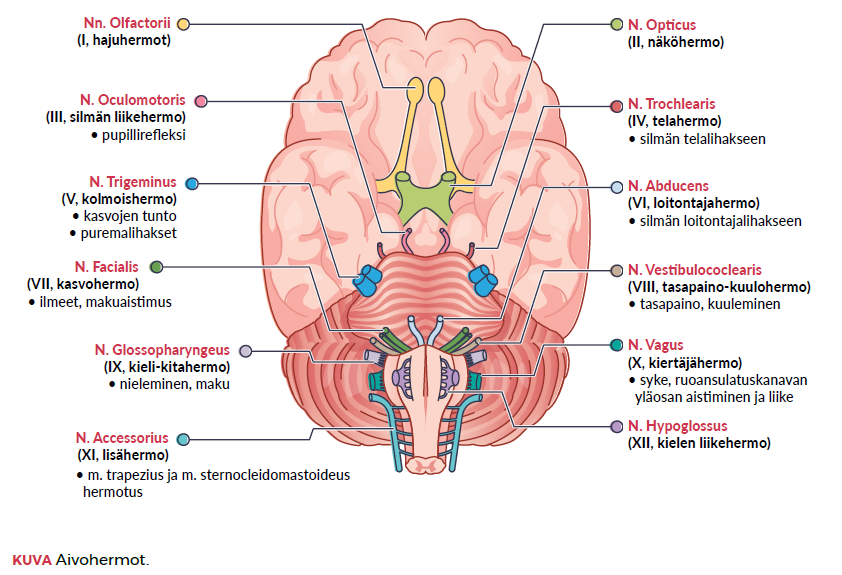 Nn. Olfactorii
(I, hajuhermot)
N. Oculomotoris
(III, silmän liikehermo)
• pupillirefleksi
N. Trigeminus
(V, kolmoishermo)
• kasvojen tunto
• puremalihakset
N. Facialis
(VII, kasvohermo)
• ilmeet, makuaistimus
N. Glossopharyngeus
(IX, kieli-kitahermo)
• nieleminen, maku
N. Accessorius
(XI, lisähermo)
• m. trapezius ja m. sternocleidomastoideus
hermotus
N. Opticus
(II, näköhermo)
N. Trochlearis
(IV, telahermo)
• silmän telalihakseen
N. Abducens
(VI, loitontajahermo)
• silmän loitontajalihakseen
N. Vestibulococlearis
(VIII, tasapaino-kuulohermo)
• tasapaino, kuuleminen
N. Vagus
(X, kiertäjähermo)
• syke, ruoansulatuskanavan
yläosan aistiminen ja liike
N. Hypoglossus
(XII, kielen liikehermo)
KUVA Aivohermot.